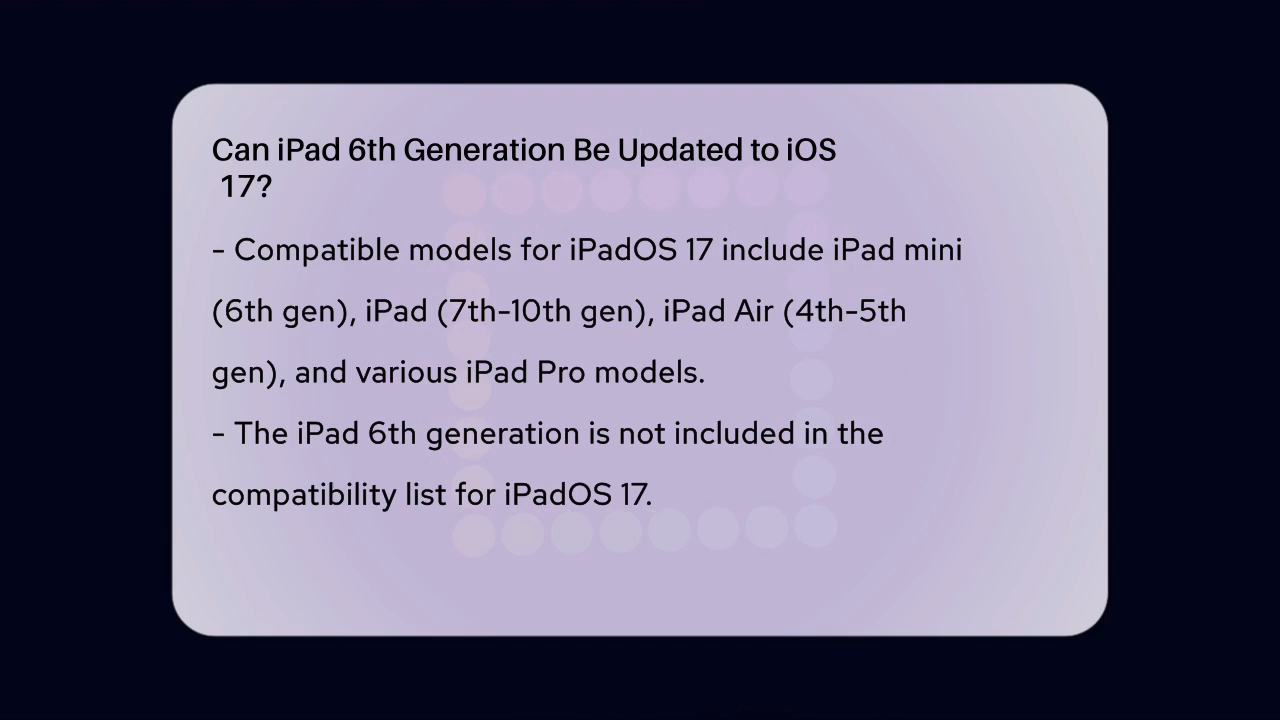 Can iPad 6th Generation Be Updated to iOS
17?
- Compatible models for iPadOS 17 include iPad mini
(6th gen), iPad (7th-10th gen), iPad Air (4th-5th
gen), and various iPad Pro models.
- The iPad 6th generation is not included in the
compatibility list for iPadOS 17.